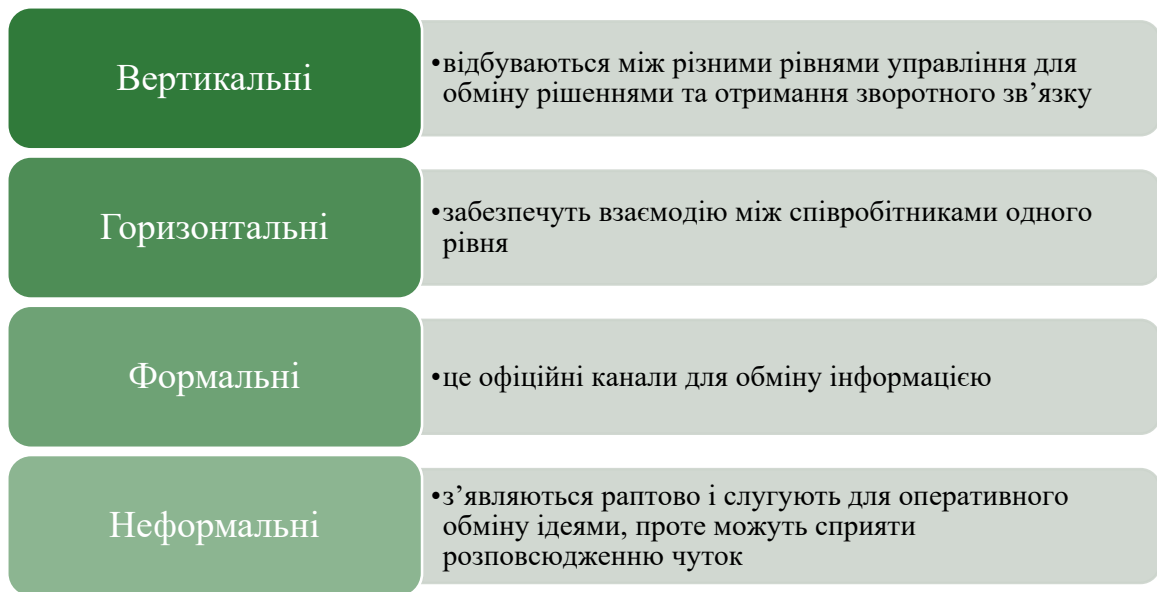 Вертикальні
•відбуваються між різними рівнями управління для
обміну рішеннями та отримання зворотного зв’язку
Горизонтальні
•забезпечуть взаємодію між співробітниками одного
рівня
Формальні
•це офіційні канали для обміну інформацією
Неформальні
•з’являються раптово і слугують для оперативного
обміну ідеями, проте можуть сприяти
розповсюдженню чуток